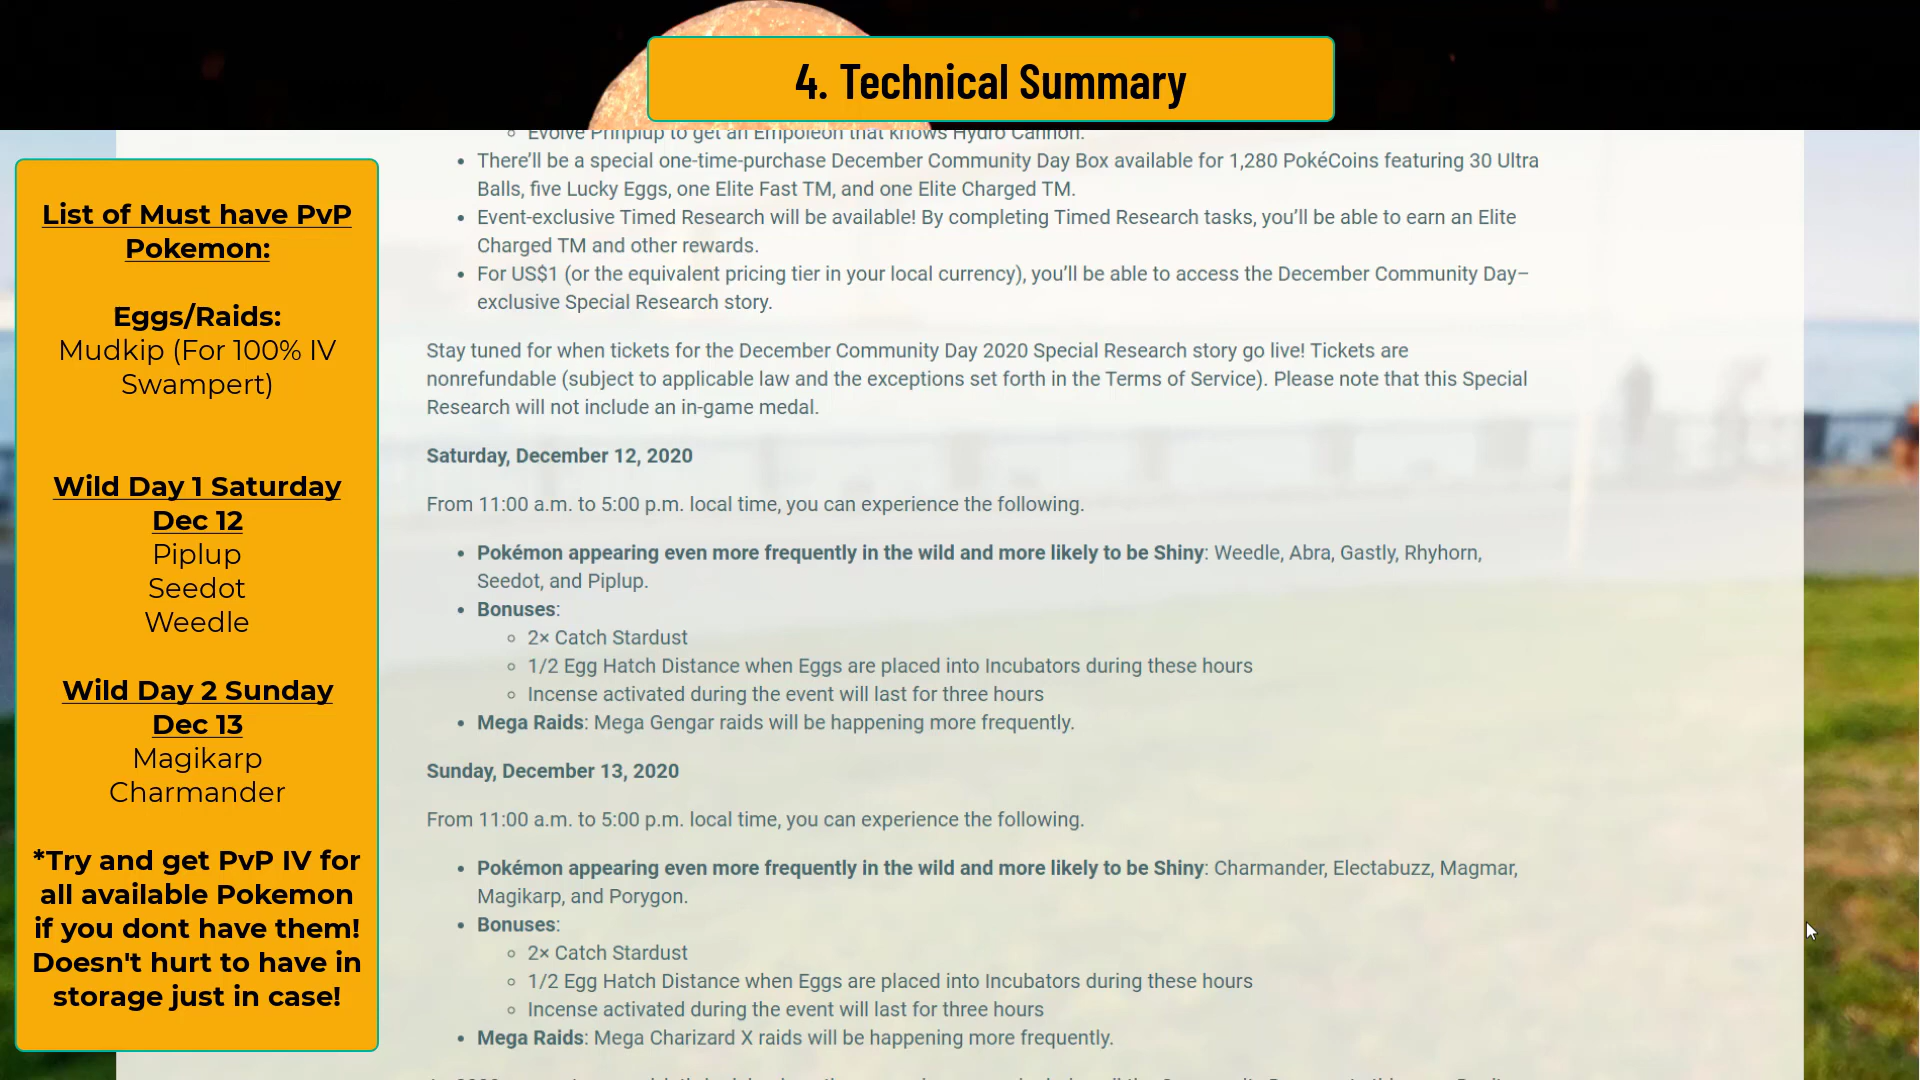 4. Technical Summary
List of Must have PvP
Pokemon:
Eggs/Raids:
Mudkip (For 100% IV
Swampert)
Wild Day 1 Saturday
Dec 12
Piplup
Seedot
Weedle
Wild Day 2 Sunday
Dec 13
Magikarp
Charmander
*Try and get PvP IV for
all available Pokemon
if you dont have them!
Doesn't hurt to have in
storage just in case!
Evolve Prinplup to get an Empoleon that knows Hydro Cannon.
• There'll be a special one-time-purchase December Community Day Box available for 1,280 PokéCoins featuring 30 Ultra
Balls, five Lucky Eggs, one Elite Fast TM, and one Elite Charged TM.
• Event-exclusive Timed Research will be available! By completing Timed Research tasks, you'll be able to earn an Elite
Charged TM and other rewards.
• For US$1 (or the equivalent pricing tier in your local currency), you'll be able to access the December Community Day–
exclusive Special Research story.
Stay tuned for when tickets for the December Community Day 2020 Special Research story go live! Tickets are
nonrefundable (subject to applicable law and the exceptions set forth in the Terms of Service). Please note that this Special
Research will not include an in-game medal.
Saturday, December 12, 2020
From 11:00 a.m. to 5:00 p.m. local time, you can experience the following.
• Pokémon appearing even more frequently in the wild and more likely to be Shiny: Weedle, Abra, Gastly, Rhyhorn,
Seedot, and Piplup.
• Bonuses:
◦ 2× Catch Stardust
◦ 1/2 Egg Hatch Distance when Eggs are placed into Incubators during these hours
◦ Incense activated during the event will last for three hours
• Mega Raids: Mega Gengar raids will be happening more frequently.
Sunday, December 13, 2020
From 11:00 a.m. to 5:00 p.m. local time, you can experience the following.
• Pokémon appearing even more frequently in the wild and more likely to be Shiny: Charmander, Electabuzz, Magmar,
Magikarp, and Porygon.
• Bonuses:
◦ 2× Catch Stardust
◦ 1/2 Egg Hatch Distance when Eggs are placed into Incubators during these hours
◦ Incense activated during the event will last for three hours
• Mega Raids: Mega Charizard X raids will be happening more frequently.